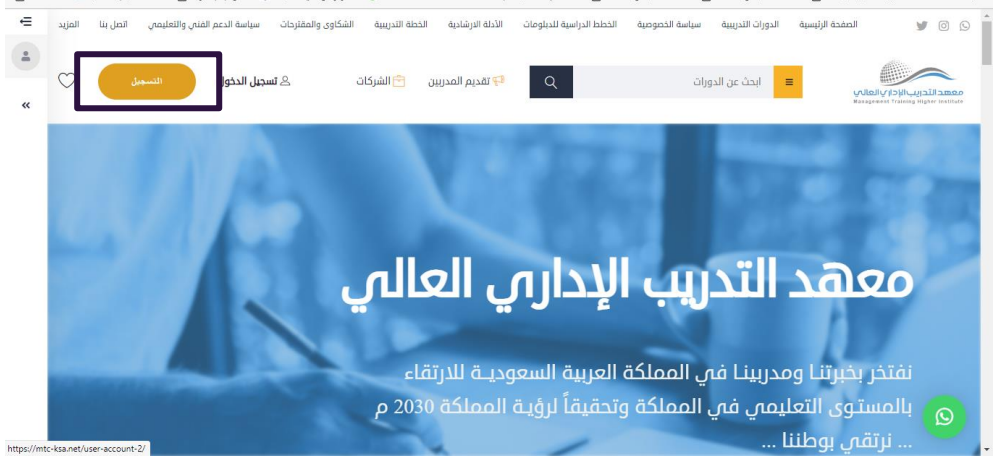 الصفحة الرئيسية الدورات التدريبية سياسة الخصوصية الخطط الدراسية للدبلومات الأدلة الارشادية الخطة التدريبية الشكاوى والمقترحات سياسة الدعم الفني والتعليمي اتصل بنا المزيد
معهد التدريب الإداري العالي
Management Training Higher Institute
ابحث عن الدورات
تقديم المدربين
الشركات
تسجيل الدخول
التسجيل
معهد التدريب الإداري العالي
نفتخر بخبرتنا ومدربينا في المملكة العربية السعودية للارتقاء
بالمستوى التعليمي في المملكة وتحقيقاً لرؤية المملكة 2030 م
... نرتقي بوطننا ...
https://mtc-ksa.net/user-account-2/